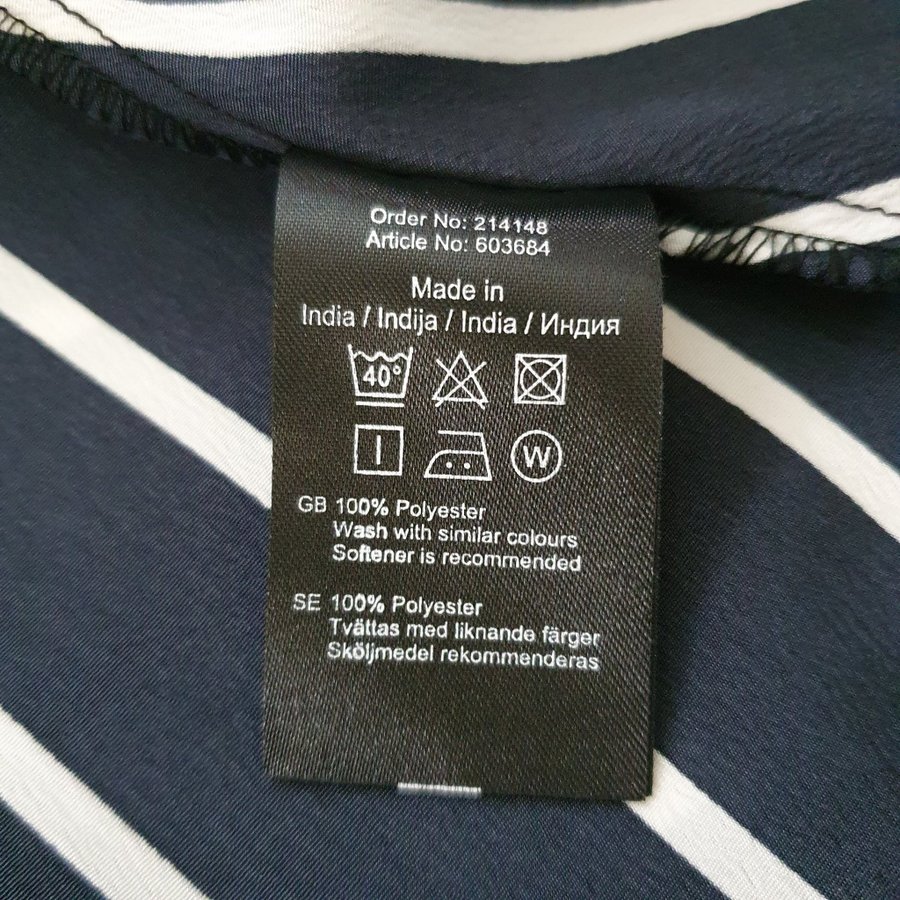 Order No: 214148
Article No: 603684
Made in
India / Indija / India / Индия
40°
W
GB 100% Polyester
Wash with similar colours
Softener is recommended
SE 100% Polyester
Tvättas med liknande färger
Sköljmedel rekommenderas